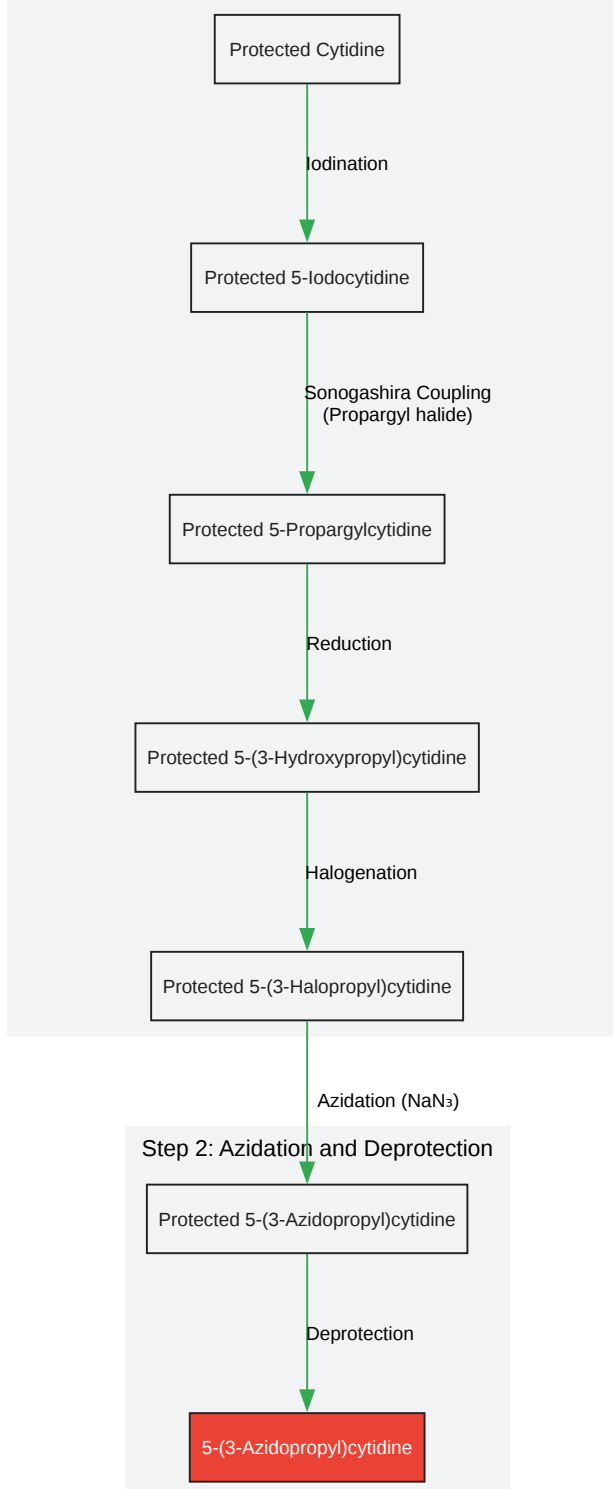 Protected Cytidine
Iodination
Protected 5-Iodocytidine
Sonogashira Coupling
(Propargyl halide)
Protected 5-Propargylcytidine
Reduction
Protected 5-(3-Hydroxypropyl)cytidine
Halogenation
Protected 5-(3-Halopropyl)cytidine
Azidation (NaN₃)
Step 2: Azidation and Deprotection
Protected 5-(3-Azidopropyl)cytidine
Deprotection
5-(3-Azidopropyl)cytidine